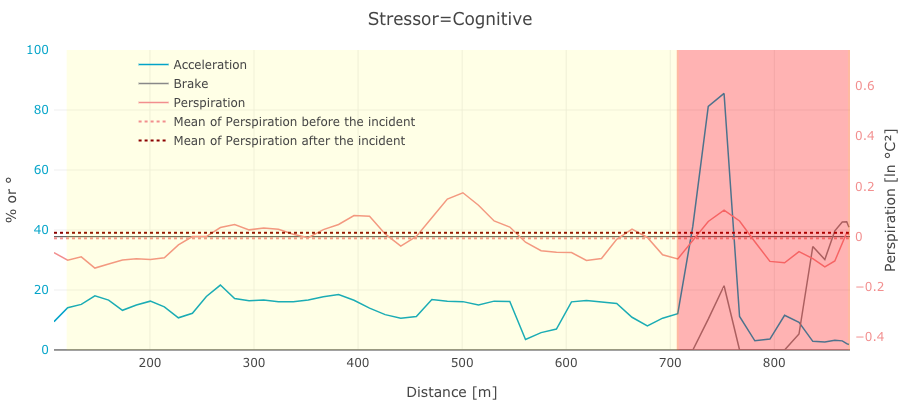 Stressor=Cognitive
100
80
60
40
20
0
% or °
Acceleration
Brake
Perspiration
Mean of Perspiration before the incident
Mean of Perspiration after the incident
0.6
0.4
0.2
0
−0.2
−0.4
Perspiration [ln °C²]
200 300 400 500 600 700 800
Distance [m]